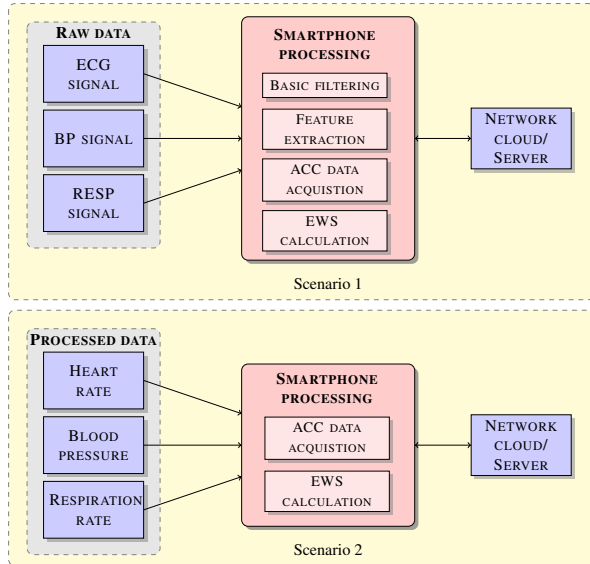 RAW DATA
ECG
SIGNAL
BP SIGNAL
RESP
SIGNAL
SMARTPHONE
PROCESSING
BASIC FILTERING
FEATURE
EXTRACTION
ACC DATA
ACQUISTION
EWS
CALCULATION
NETWORK
CLOUD/
SERVER
Scenario 1
PROCESSED DATA
HEART
RATE
BLOOD
PRESSURE
RESPIRATION
RATE
SMARTPHONE
PROCESSING
ACC DATA
ACQUISTION
EWS
CALCULATION
NETWORK
CLOUD/
SERVER
Scenario 2